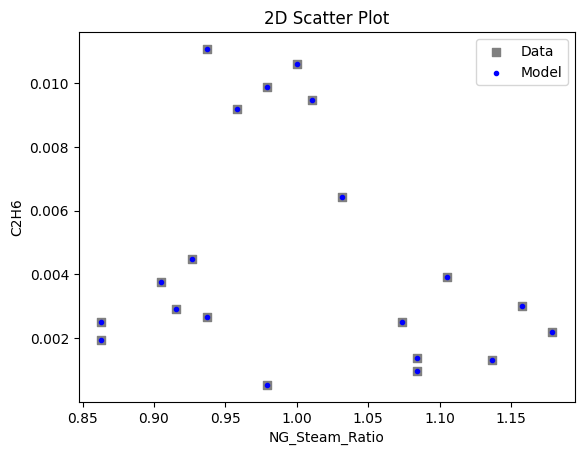 2D Scatter Plot
Data
Model
0.010
0.008
0.006
0.004
0.002
C2H6
0.85 0.90 0.95 1.00 1.05 1.10 1.15
NG_Steam_Ratio